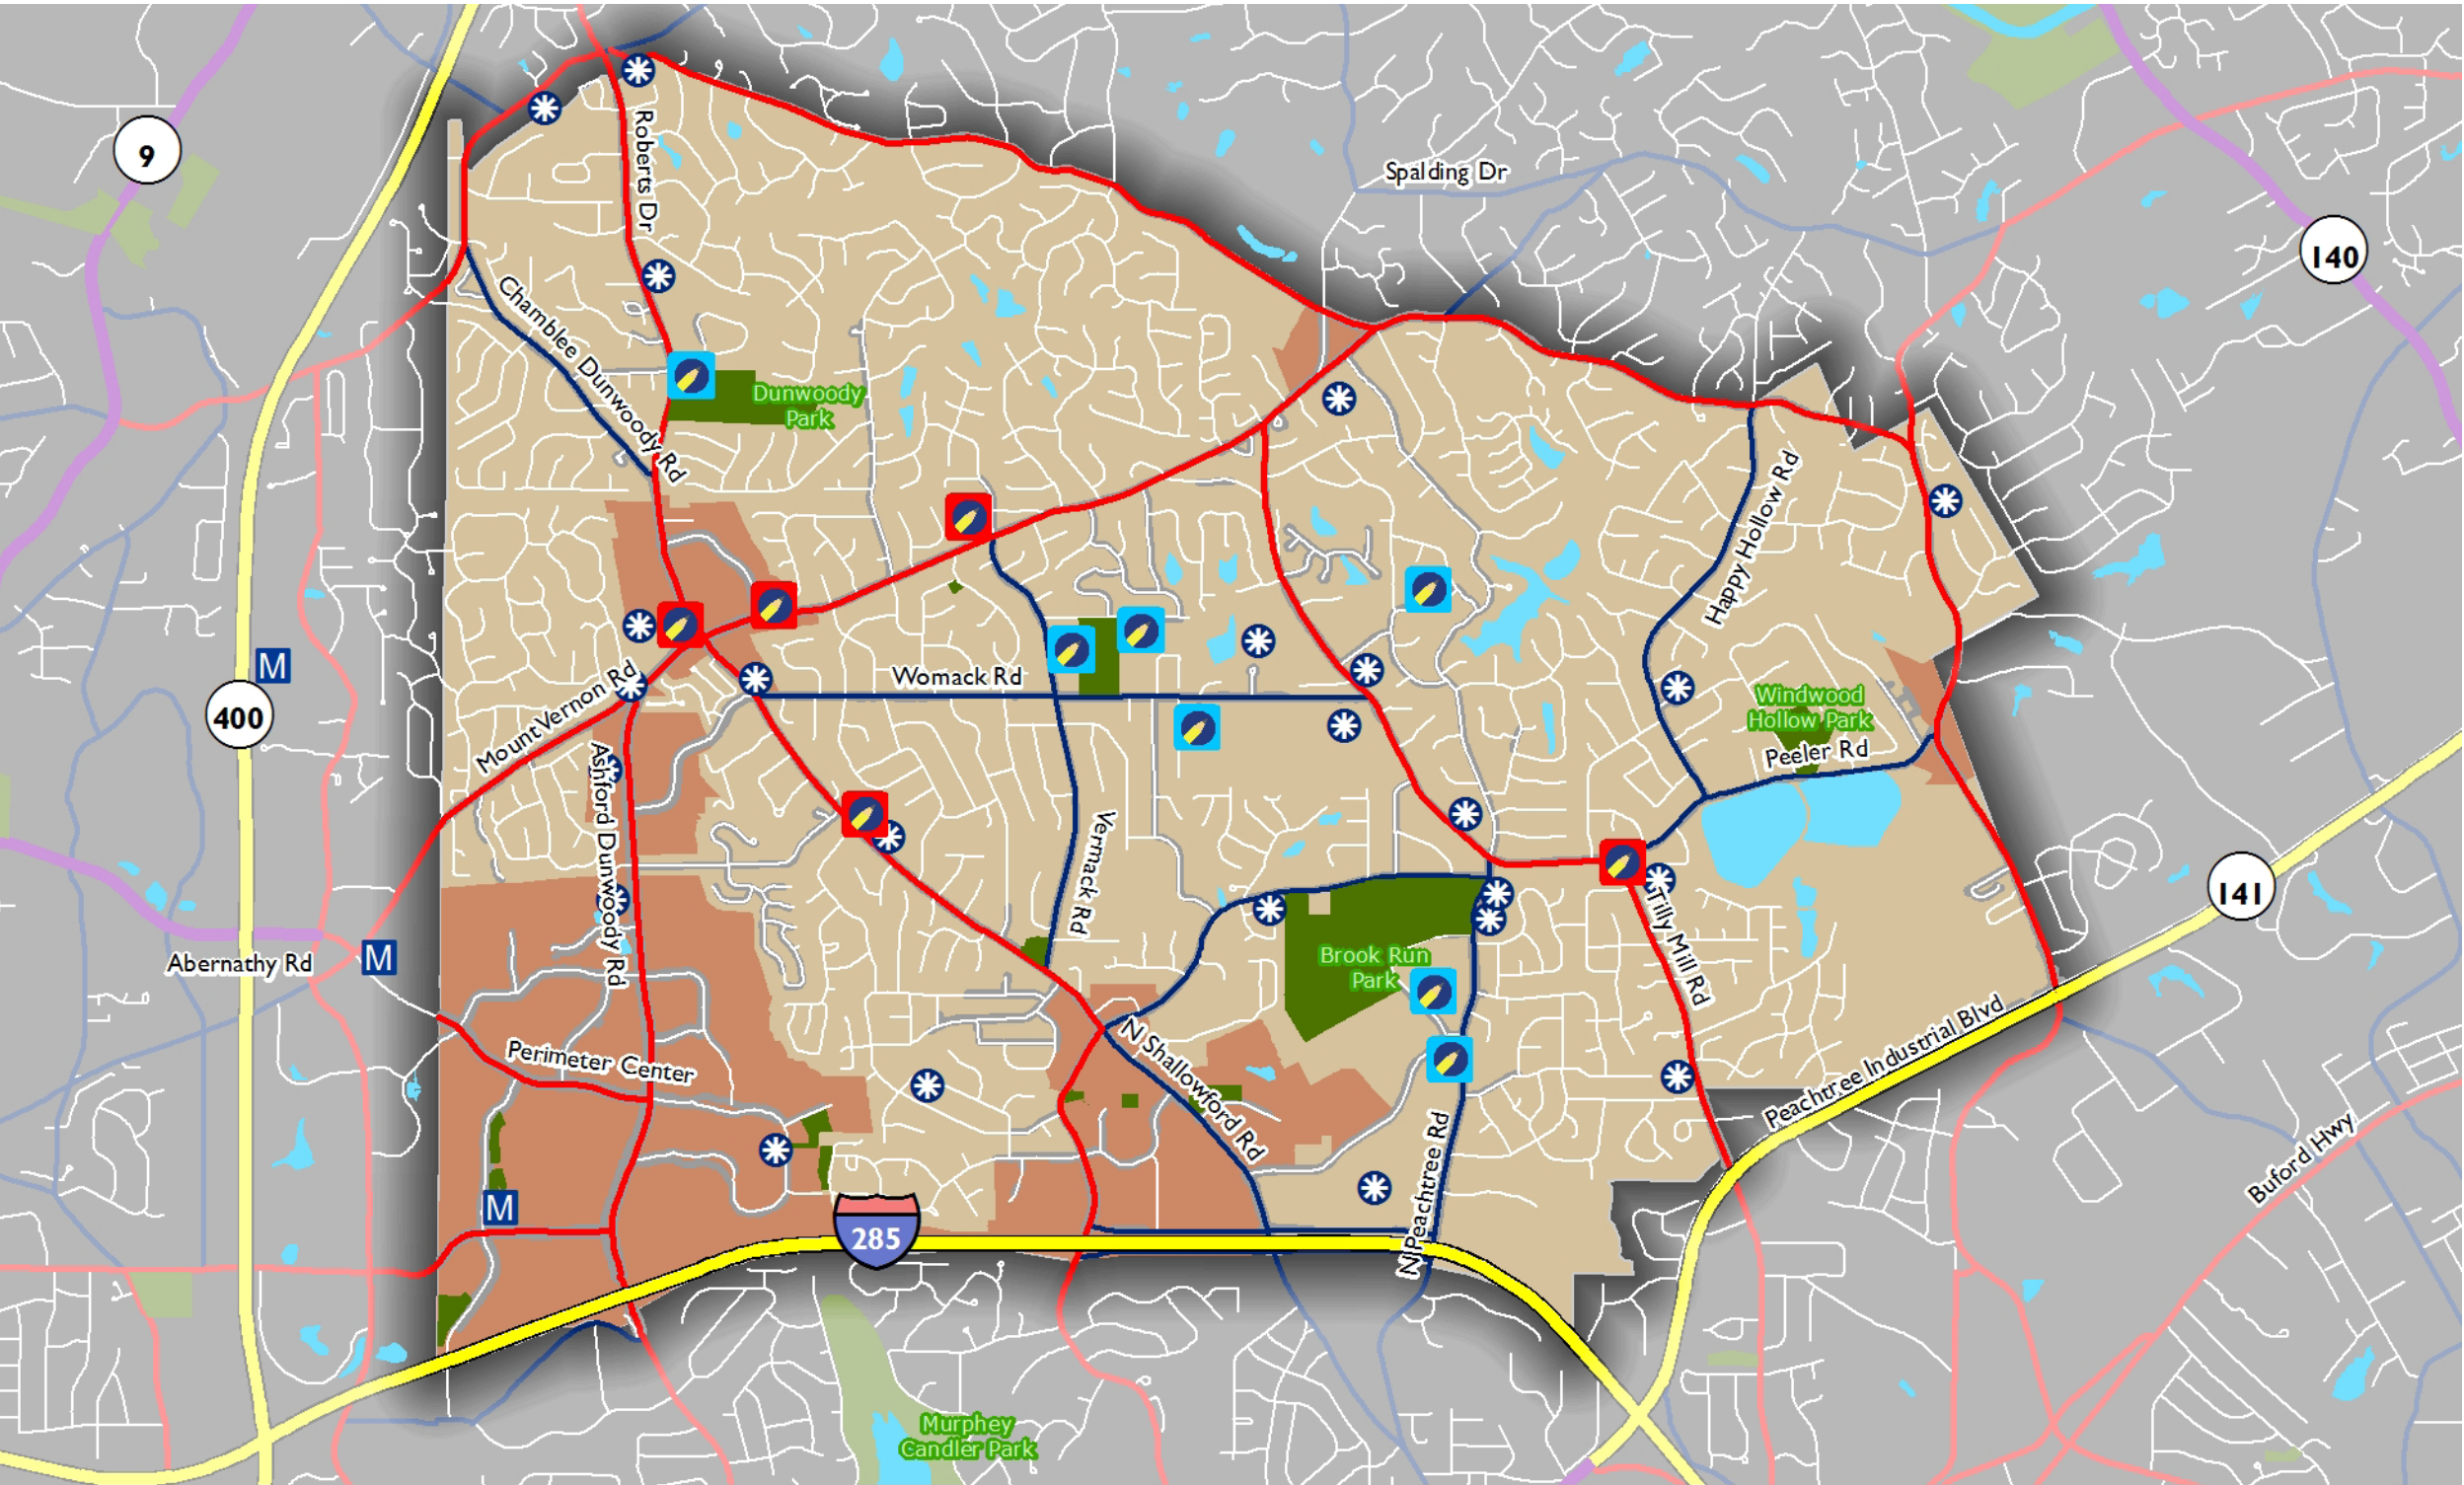 9
Roberts Dr
Spalding Dr
140
Chamblee Dunwoody Rd
Dunwoody
Park
Happy Hollow Rd
M
400
Mount Vernon Rd
Womack Rd
Windwood
Hollow Park
Peeler Rd
Ashford Dunwoody Rd
Vermack Rd
141
Tilly Mill Rd
Abernathy Rd
M
Brook Run
Park
Perimeter Center
N Shallowford Rd
Peachtree Industrial Blvd
N Peachtree Rd
Buford Hwy
M
285
Murphey
Candler Park